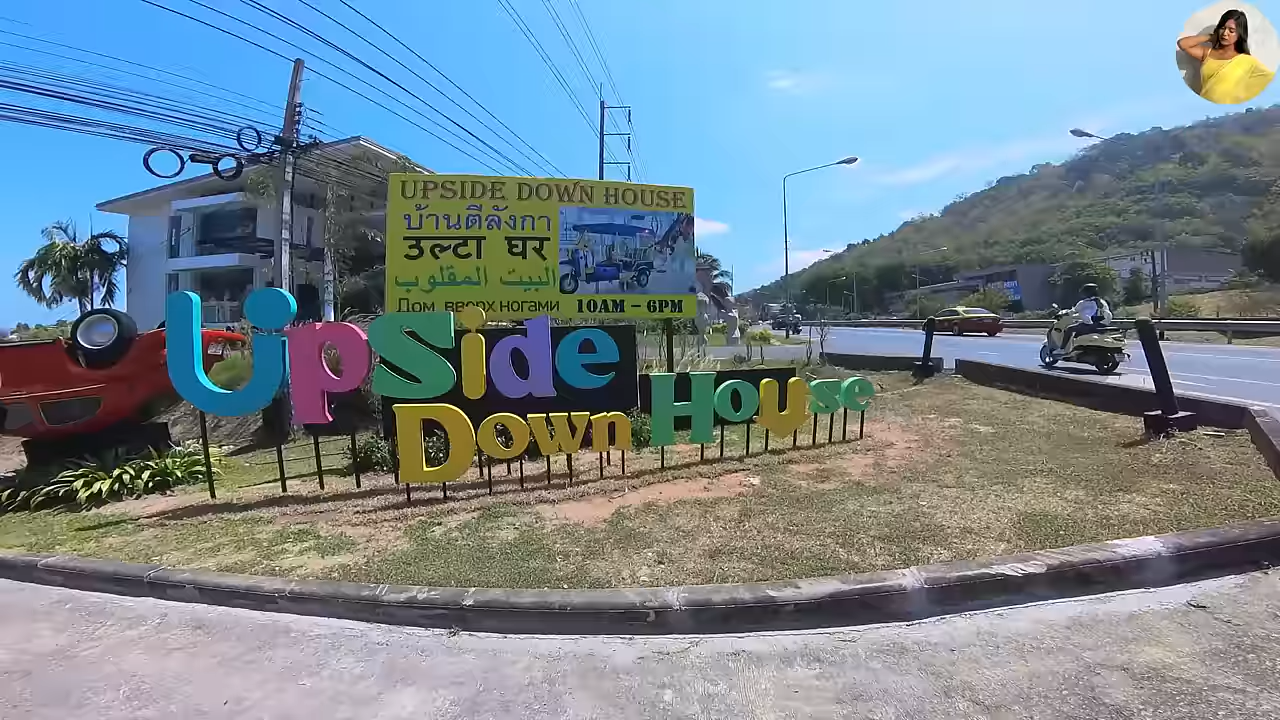 UPSIDE DOWN HOUSE
บ้านตีลังกา
उल्टा घर
البيت المقلوب
Дом вверх ногами
10AM – 6PM
UpSide
Down House